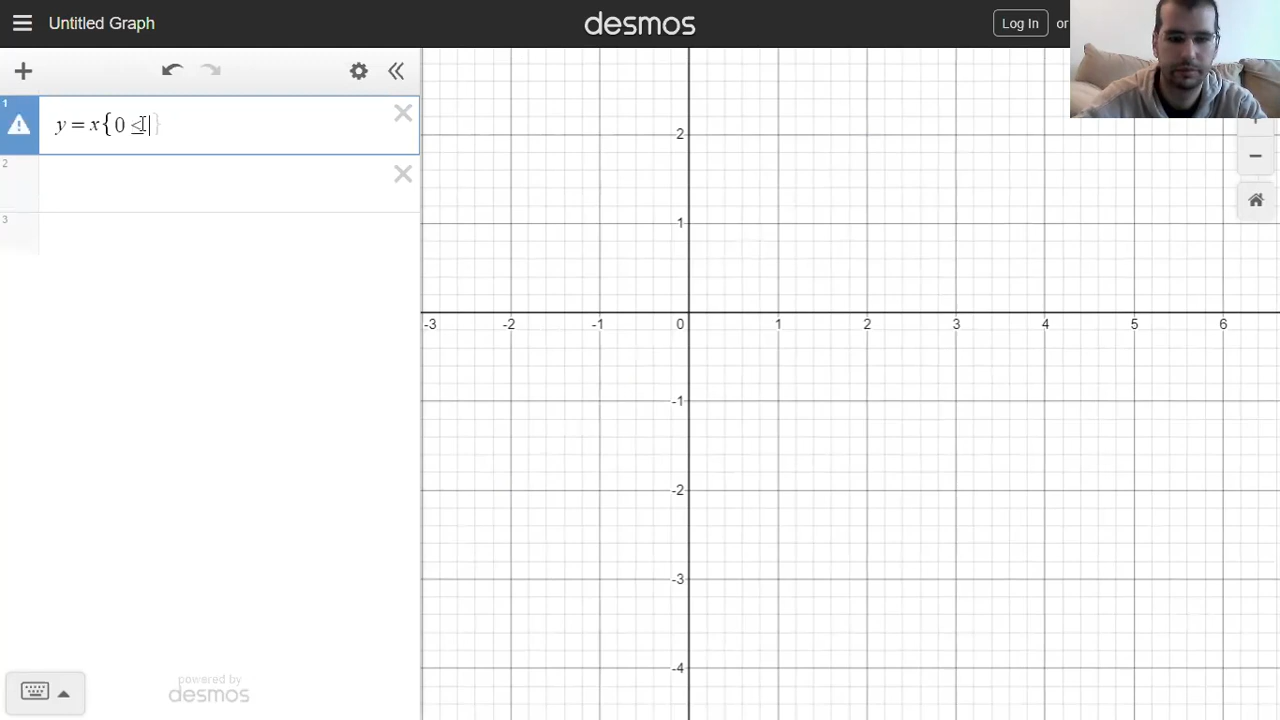 Untitled Graph
desmos
Log In
or
1
y = x{0 ≤}
2
3
2
1
-3 -2 -1 0 1 2 3 4 5 6
-1
-2
-3
-4
powered by
desmos